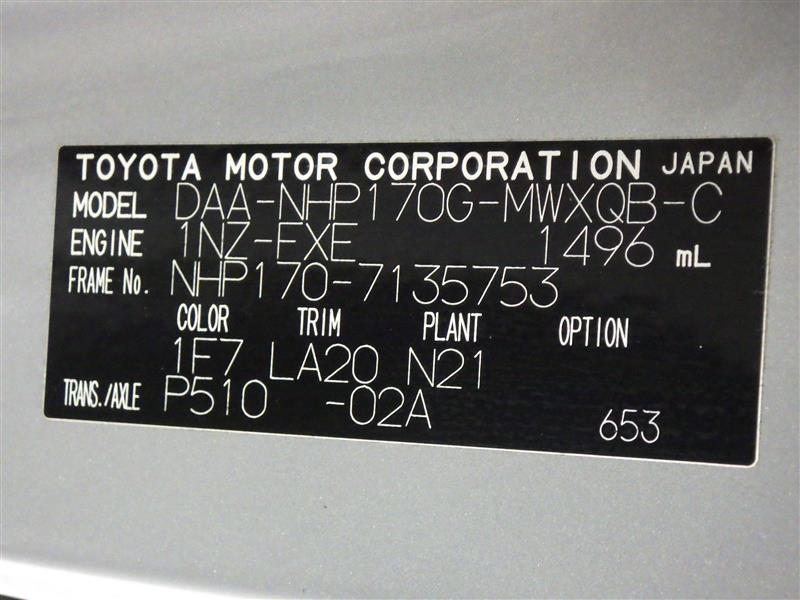 TOYOTA MOTOR CORPORATION JAPAN
MODEL DAA-NHP170G-MWXQB-C
ENGINE 1NZ-FXE 1496 mL
FRAME No. NHP170-7135753
COLOR TRIM PLANT OPTION
1F7 LA20 N21
TRANS./AXLE P510 -02A 653